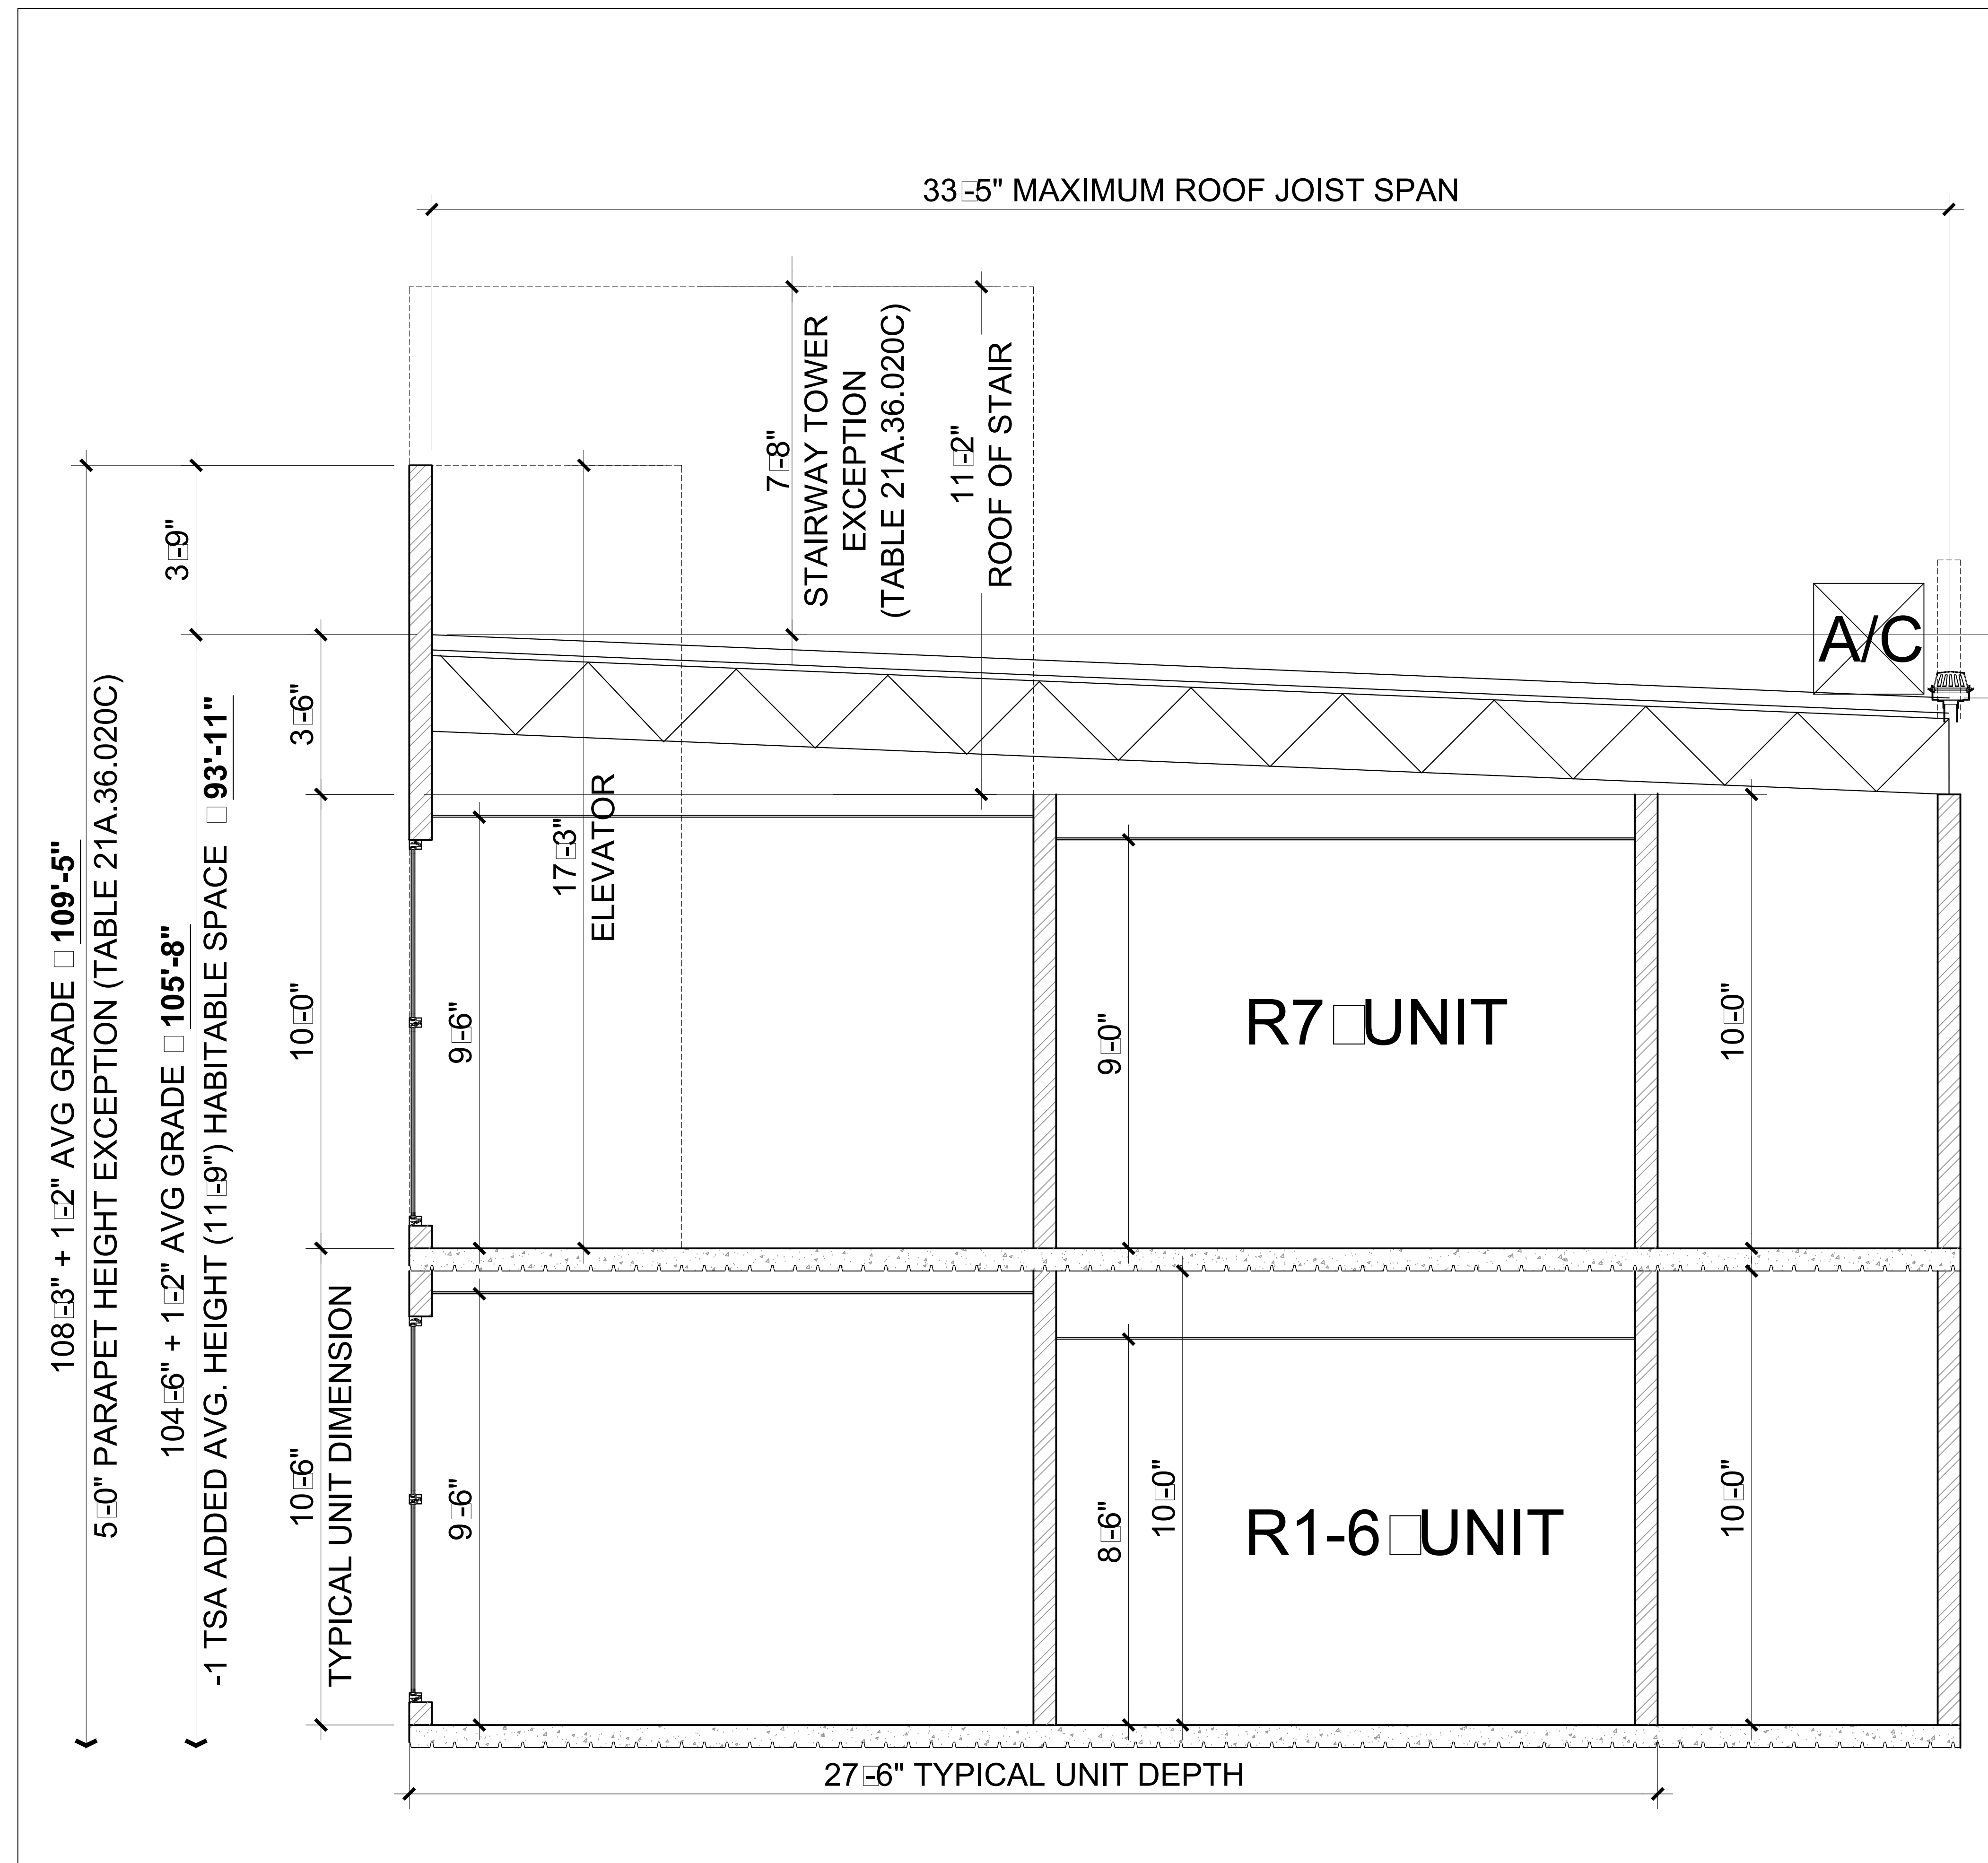 33□-5" MAXIMUM ROOF JOIST SPAN
7□-8"
STAIRWAY TOWER
EXCEPTION
(TABLE 21A.36.020C)
11□-2"
ROOF OF STAIR
3□-9"
3□-6"
A/C
17□-3"
ELEVATOR
108□-3" + 1□-2" AVG GRADE □ 109'-5"
5□-0" PARAPET HEIGHT EXCEPTION (TABLE 21A.36.020C)
104□-6" + 1□-2" AVG GRADE □ 105'-8"
-1 TSA ADDED AVG. HEIGHT (11□-9") HABITABLE SPACE □ 93'-11"
10□-0"
9□-6"
9□-0"
R7 □UNIT
10□-0"
10□-6"
TYPICAL UNIT DIMENSION
9□-6"
8□-6"
10□-0"
R1-6 □UNIT
10□-0"
27□-6" TYPICAL UNIT DEPTH